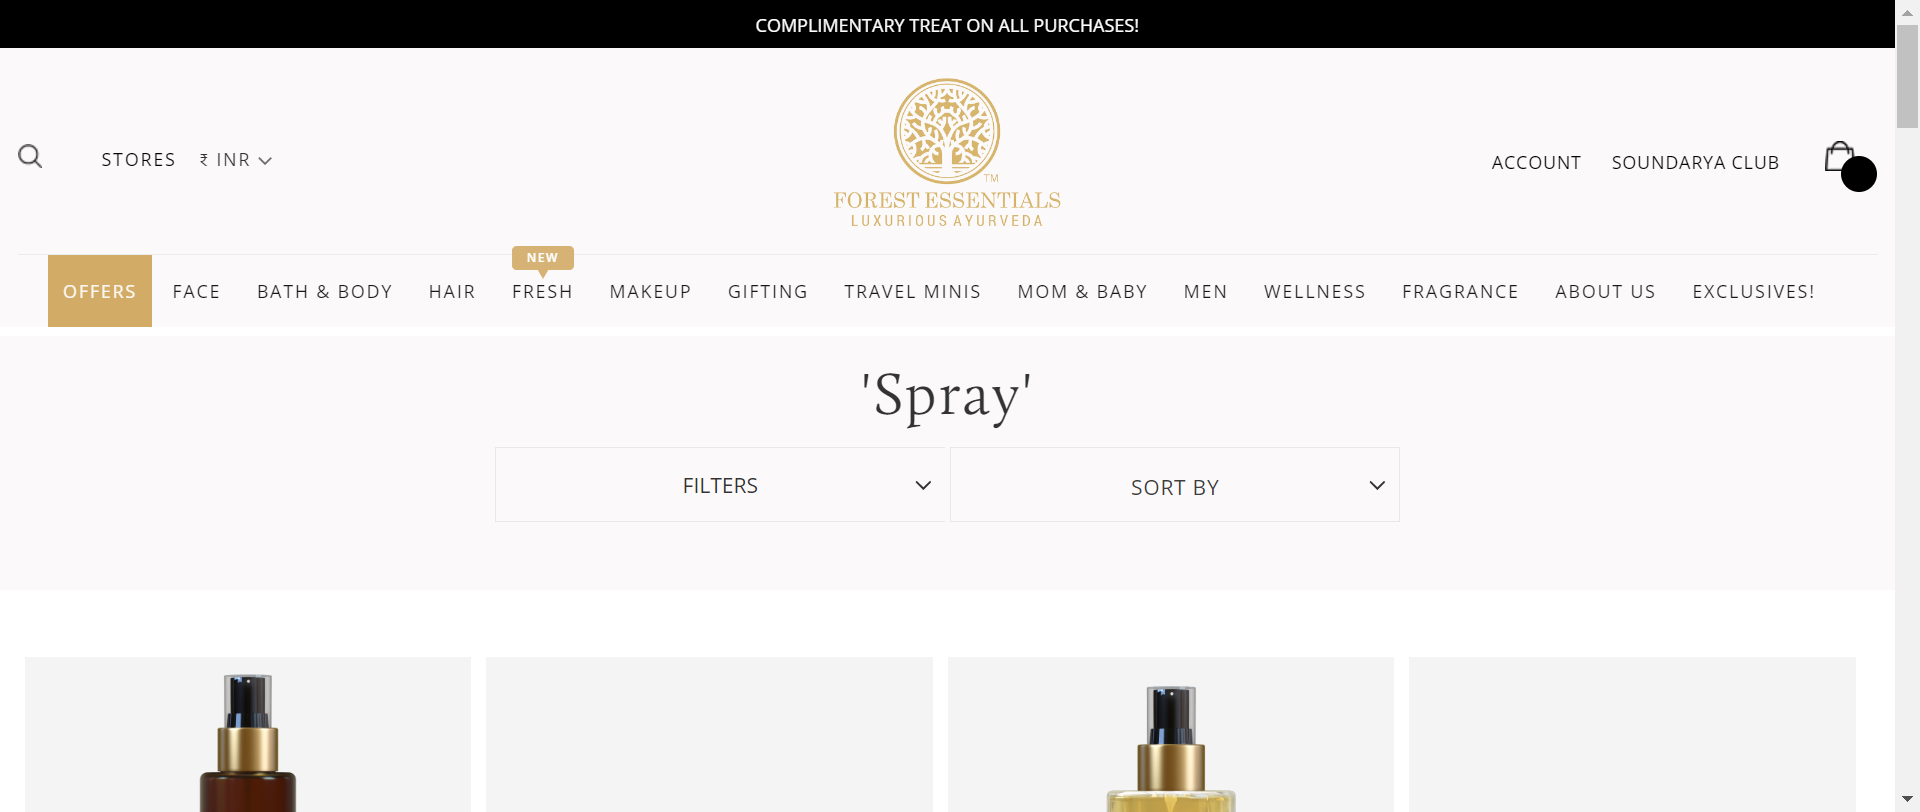 COMPLIMENTARY TREAT ON ALL PURCHASES!
STORES
₹ INR
TM
FOREST ESSENTIALS
LUXURIOUS AYURVEDA
ACCOUNT
SOUNDARYA CLUB
NEW
OFFERS
FACE
BATH & BODY
HAIR
FRESH
MAKEUP
GIFTING
TRAVEL MINIS
MOM & BABY
MEN
WELLNESS
FRAGRANCE
ABOUT US
EXCLUSIVES!
'Spray'
FILTERS
SORT BY